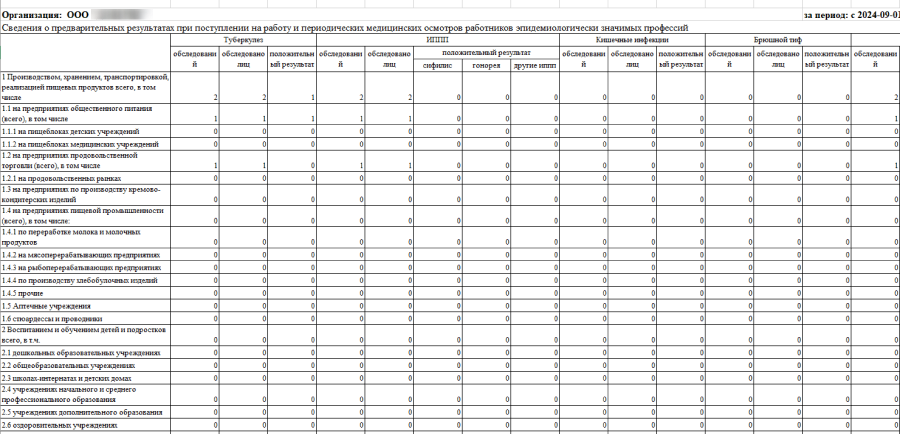 Организация: ООО
за период: с 2024-09-01
Сведения о предварительных результатах при поступлении на работу и периодических медицинских осмотров работников эпидемиологически значимых профессий
Туберкулез ИППП Кишечные инфекции Брюшной тиф
обследовани обследовано положительн обследовани обследовано положительный результат обследовани обследовано положительн обследовани обследовано положительн обследовани
й лиц ый результат й лиц сифилис гонорея другие иппп й лиц ый результат й лиц ый результат й
1 Производством, хранением, транспортировкой,
реализацией пищевых продуктов всего, в том
числе 2 2 1 2 2 0 0 0 0 0 0 0 0 0 2
1.1 на предприятиях общественного питания
(всего), в том числе 1 1 1 1 1 0 0 0 0 0 0 0 0 0 1
1.1.1 на пищеблоках детских учреждений 0 0 0 0 0 0 0 0 0 0 0 0 0 0 0
1.1.2 на пищеблоках медицинских учреждений 0 0 0 0 0 0 0 0 0 0 0 0 0 0 0
1.2 на предприятиях продовольственной
торговли (всего), в том числе 1 1 0 1 1 0 0 0 0 0 0 0 0 0 1
1.2.1 на продовольственных рынках 0 0 0 0 0 0 0 0 0 0 0 0 0 0 0
1.3 на предприятиях по производству кремово-
кондитерских изделий 0 0 0 0 0 0 0 0 0 0 0 0 0 0 0
1.4 на предприятиях пищевой промышленности
(всего), в том числе: 0 0 0 0 0 0 0 0 0 0 0 0 0 0 0
1.4.1 по переработке молока и молочных
продуктов 0 0 0 0 0 0 0 0 0 0 0 0 0 0 0
1.4.2 на мясоперерабатывающих предприятиях 0 0 0 0 0 0 0 0 0 0 0 0 0 0 0
1.4.3 на рыбоперерабатывающих предприятиях 0 0 0 0 0 0 0 0 0 0 0 0 0 0 0
1.4.4 по производству хлебобулочных изделий 0 0 0 0 0 0 0 0 0 0 0 0 0 0 0
1.4.5 прочие 0 0 0 0 0 0 0 0 0 0 0 0 0 0 0
1.5 Аптечные учреждения 0 0 0 0 0 0 0 0 0 0 0 0 0 0 0
1.6 стюардессы и проводники 0 0 0 0 0 0 0 0 0 0 0 0 0 0 0
2 Воспитанием и обучением детей и подростков
всего, в т.ч. 0 0 0 0 0 0 0 0 0 0 0 0 0 0 0
2.1 дошкольных образовательных учреждениях 0 0 0 0 0 0 0 0 0 0 0 0 0 0 0
2.2 общеобразовательных учреждениях 0 0 0 0 0 0 0 0 0 0 0 0 0 0 0
2.3 школах-интернатах и детских домах 0 0 0 0 0 0 0 0 0 0 0 0 0 0 0
2.4 учреждениях начального и среднего
профессионального образования 0 0 0 0 0 0 0 0 0 0 0 0 0 0 0
2.5 учреждениях дополнительного образования 0 0 0 0 0 0 0 0 0 0 0 0 0 0 0
2.6 оздоровительных учреждениях 0 0 0 0 0 0 0 0 0 0 0 0 0 0 0